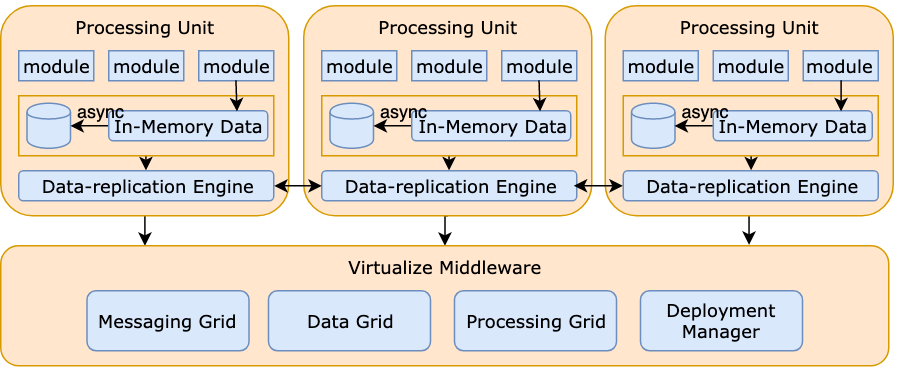 Processing Unit
Processing Unit
Processing Unit
module
module
module
module
module
module
module
module
module
async
In-Memory Data
async
In-Memory Data
async
In-Memory Data
Data-replication Engine
Data-replication Engine
Data-replication Engine
Virtualize Middleware
Messaging Grid
Data Grid
Processing Grid
Deployment
Manager